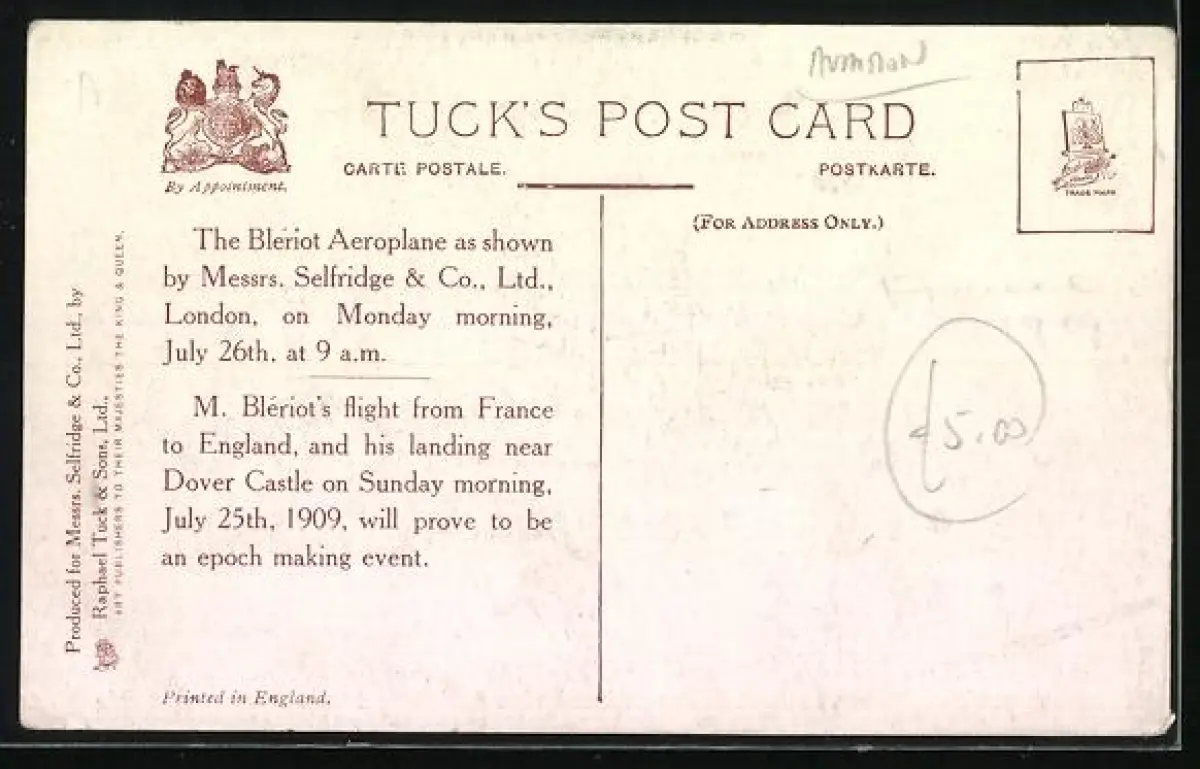 TUCK'S POST CARD
By Appointment.
CARTE POSTALE.
POSTKARTE.
TRADE MARK
(FOR ADDRESS ONLY.)
The Blériot Aeroplane as shown
by Messrs. Selfridge & Co., Ltd.,
London, on Monday morning,
July 26th, at 9 a.m.
M. Blériot's flight from France
to England, and his landing near
Dover Castle on Sunday morning,
July 25th, 1909, will prove to be
an epoch making event.
Printed in England.
Produced for Messrs. Selfridge & Co., Ltd., by
Raphael Tuck & Sons, Ltd.,
ART PUBLISHERS TO THEIR MAJESTIES THE KING & QUEEN.
£5.00